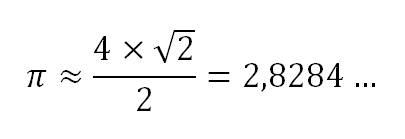 π ≈ (4 × √2)/2 = 2,8284 ...